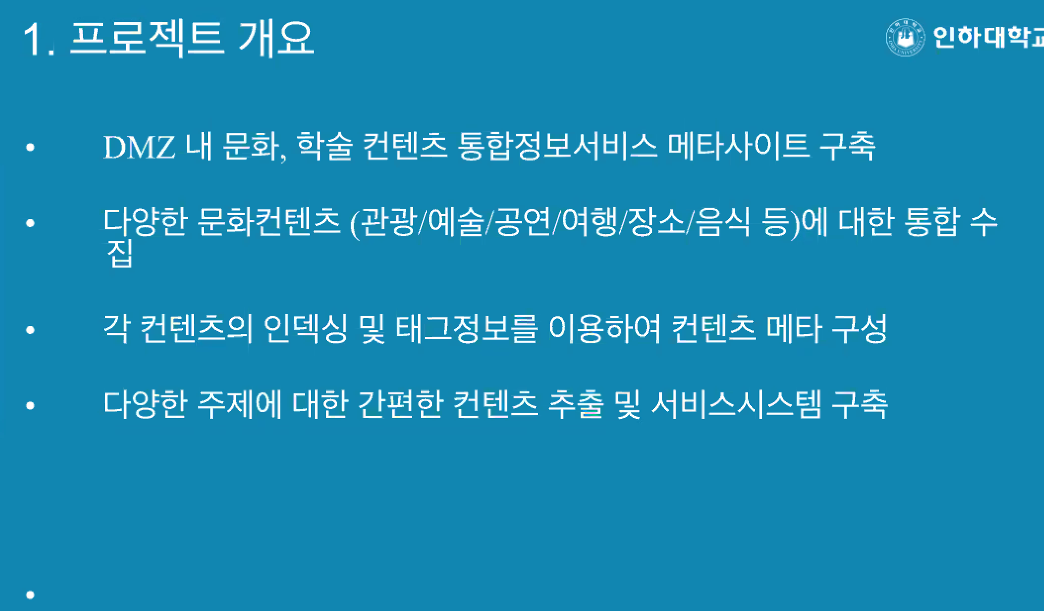 1. 프로젝트 개요
인하대학교
• DMZ 내 문화, 학술 컨텐츠 통합정보서비스 메타사이트 구축
• 다양한 문화컨텐츠 (관광/예술/공연/여행/장소/음식 등)에 대한 통합 수
집
• 각 컨텐츠의 인덱싱 및 태그정보를 이용하여 컨텐츠 메타 구성
• 다양한 주제에 대한 간편한 컨텐츠 추출 및 서비스시스템 구축
•